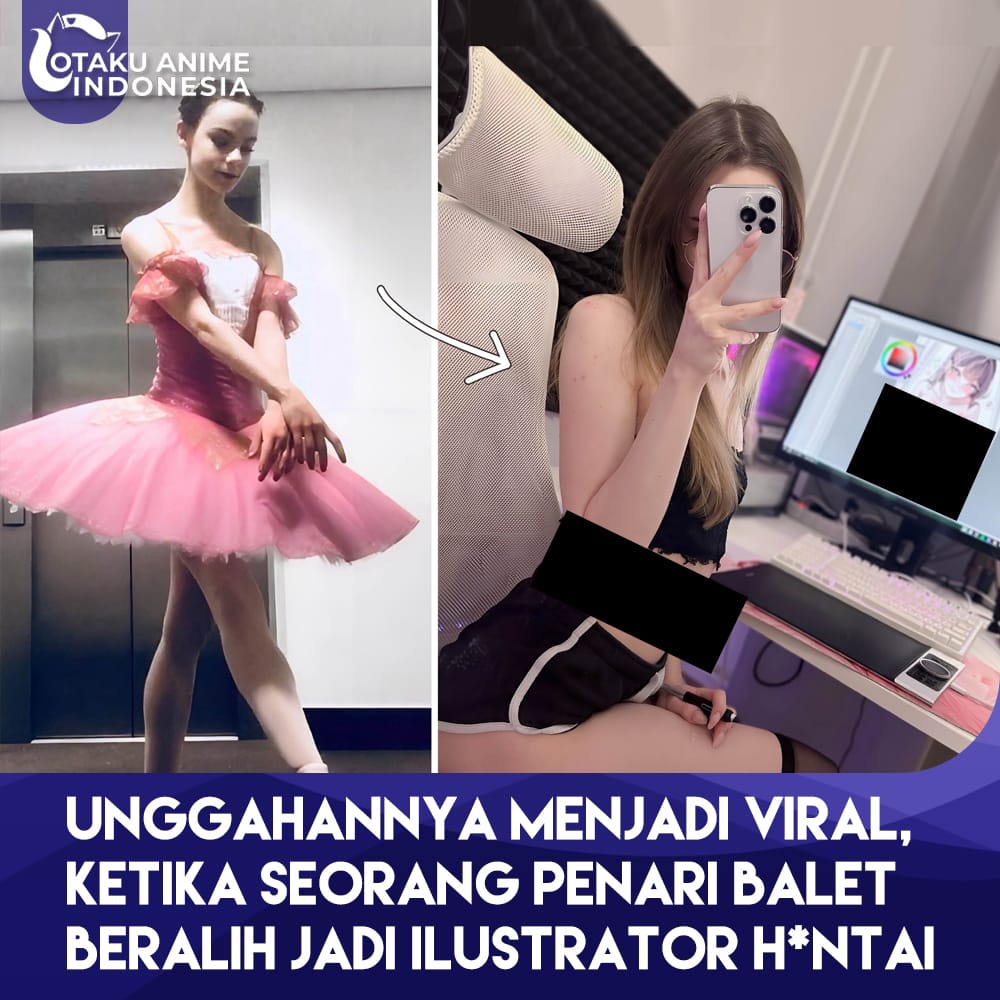 OTAKU ANIME
INDONESIA
UNGGAHANNYA MENJADI VIRAL,
KETIKA SEORANG PENARI BALET
BERALIH JADI ILUSTRATOR H*NTAI